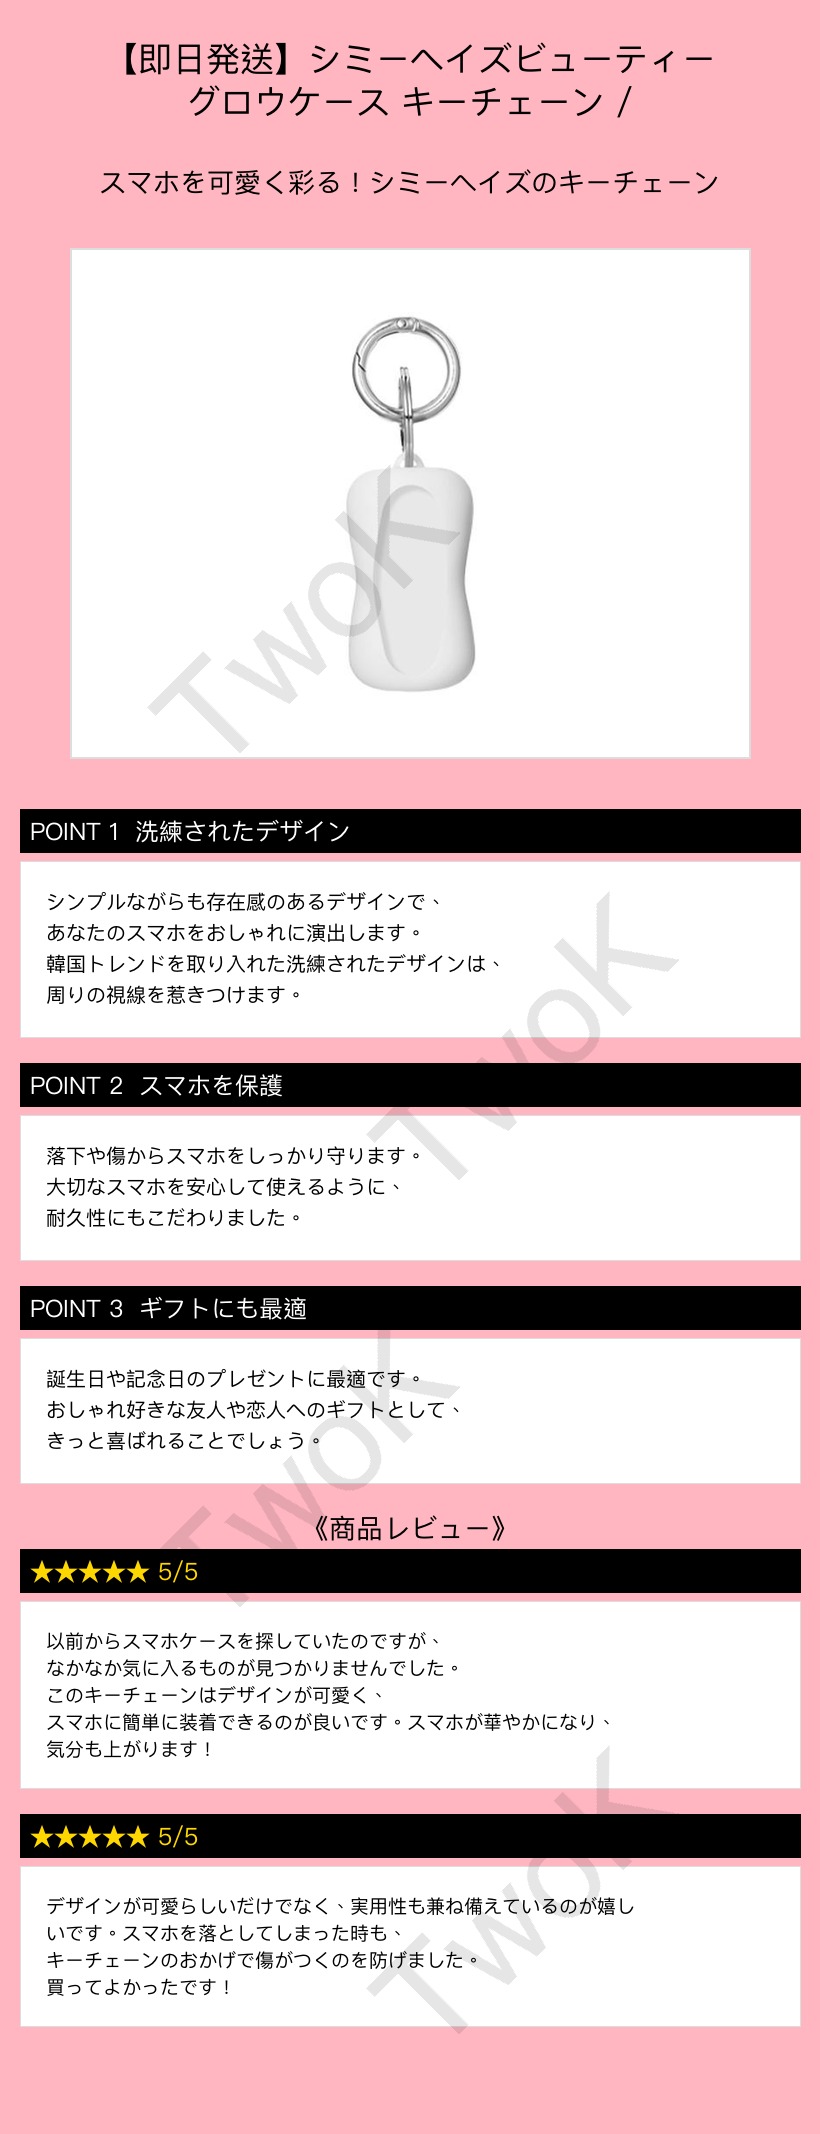 【即日発送】シミーヘイズビューティー
グロウケース キーチェーン /
スマホを可愛く彩る！シミーヘイズのキーチェーン
TwoK
POINT 1 洗練されたデザイン
シンプルながらも存在感のあるデザインで、
あなたのスマホをおしゃれに演出します。
韓国トレンドを取り入れた洗練されたデザインは、
周りの視線を惹きつけます。
TwoK
POINT 2 スマホを保護
落下や傷からスマホをしっかり守ります。
大切なスマホを安心して使えるように、
耐久性にもこだわりました。
POINT 3 ギフトにも最適
誕生日や記念日のプレゼントに最適です。
おしゃれ好きな友人や恋人へのギフトとして、
きっと喜ばれることでしょう。
TwoK
《商品レビュー》
★★★★★ 5/5
以前からスマホケースを探していたのですが、
なかなか気に入るものが見つかりませんでした。
このキーチェーンはデザインが可愛く、
スマホに簡単に装着できるのが良いです。スマホが華やかになり、
気分も上がります！
★★★★★ 5/5
デザインが可愛らしいだけでなく、実用性も兼ね備えているのが嬉し
いです。スマホを落としてしまった時も、
キーチェーンのおかげで傷がつくのを防げました。
買ってよかったです！
TwoK